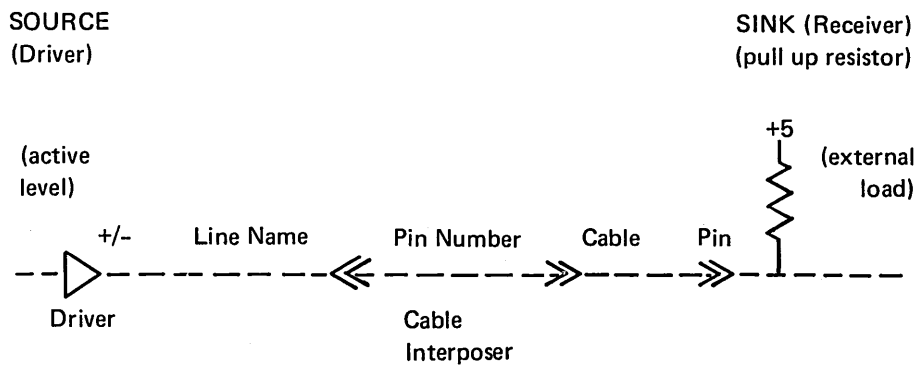 SOURCE
(Driver)
SINK (Receiver)
(pull up resistor)
(active
level)
+5
(external
load)
+/-
Line Name
Pin Number
Cable
Pin
Driver
Cable
Interposer